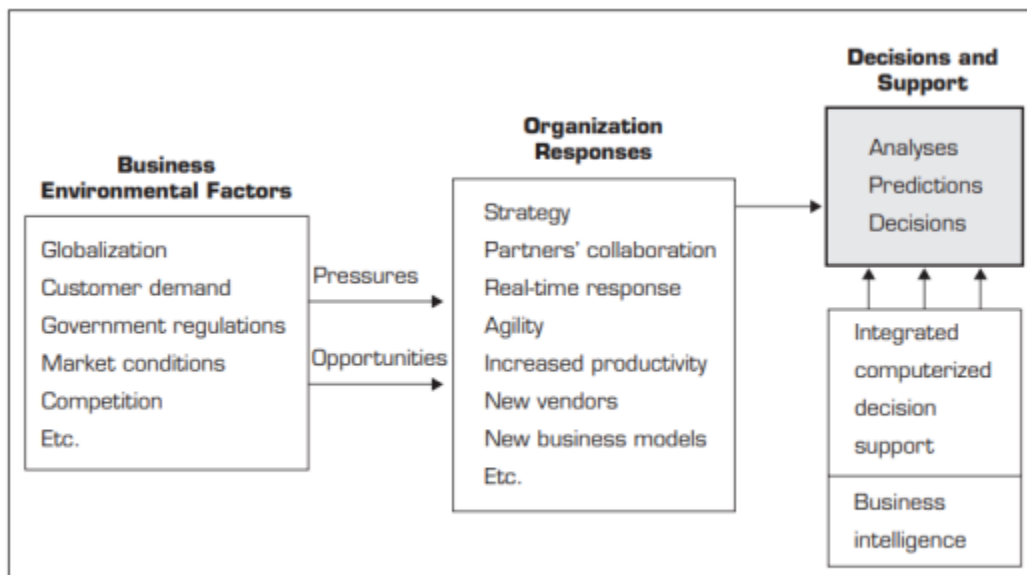 Business
Environmental Factors
Globalization
Customer demand
Government regulations
Market conditions
Competition
Etc.
Pressures
Opportunities
Organization
Responses
Strategy
Partners' collaboration
Real-time response
Agility
Increased productivity
New vendors
New business models
Etc.
Decisions and
Support
Analyses
Predictions
Decisions
Integrated
computerized
decision
support
Business
intelligence